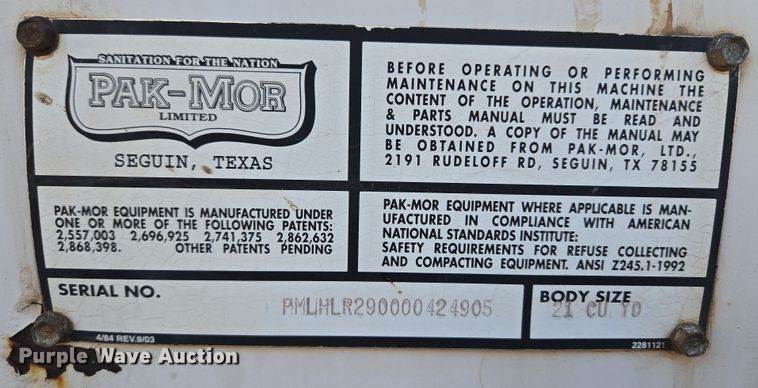 SANITATION FOR THE NATION
PAK-MOR
LIMITED
SEGUIN, TEXAS
BEFORE OPERATING OR PERFORMING
MAINTENANCE ON THIS MACHINE THE
CONTENT OF THE OPERATION, MAINTENANCE
& PARTS MANUAL MUST BE READ AND
UNDERSTOOD. A COPY OF THE MANUAL MAY
BE OBTAINED FROM PAK-MOR, LTD.,
2191 RUDELOFF RD, SEGUIN, TX 78155
PAK-MOR EQUIPMENT IS MANUFACTURED UNDER
ONE OR MORE OF THE FOLLOWING PATENTS:
2,557,003 2,696,925 2,741,375 2,862,632
2,868,398. OTHER PATENTS PENDING
PAK-MOR EQUIPMENT WHERE APPLICABLE IS MAN-
UFACTURED IN COMPLIANCE WITH AMERICAN
NATIONAL STANDARDS INSTITUTE:
SAFETY REQUIREMENTS FOR REFUSE COLLECTING
AND COMPACTING EQUIPMENT. ANSI Z245.1-1992
SERIAL NO.
PMLHLR290000424905
BODY SIZE
21 CU YD
4/84 REV.9/03
2281121
Purple Wave Auction